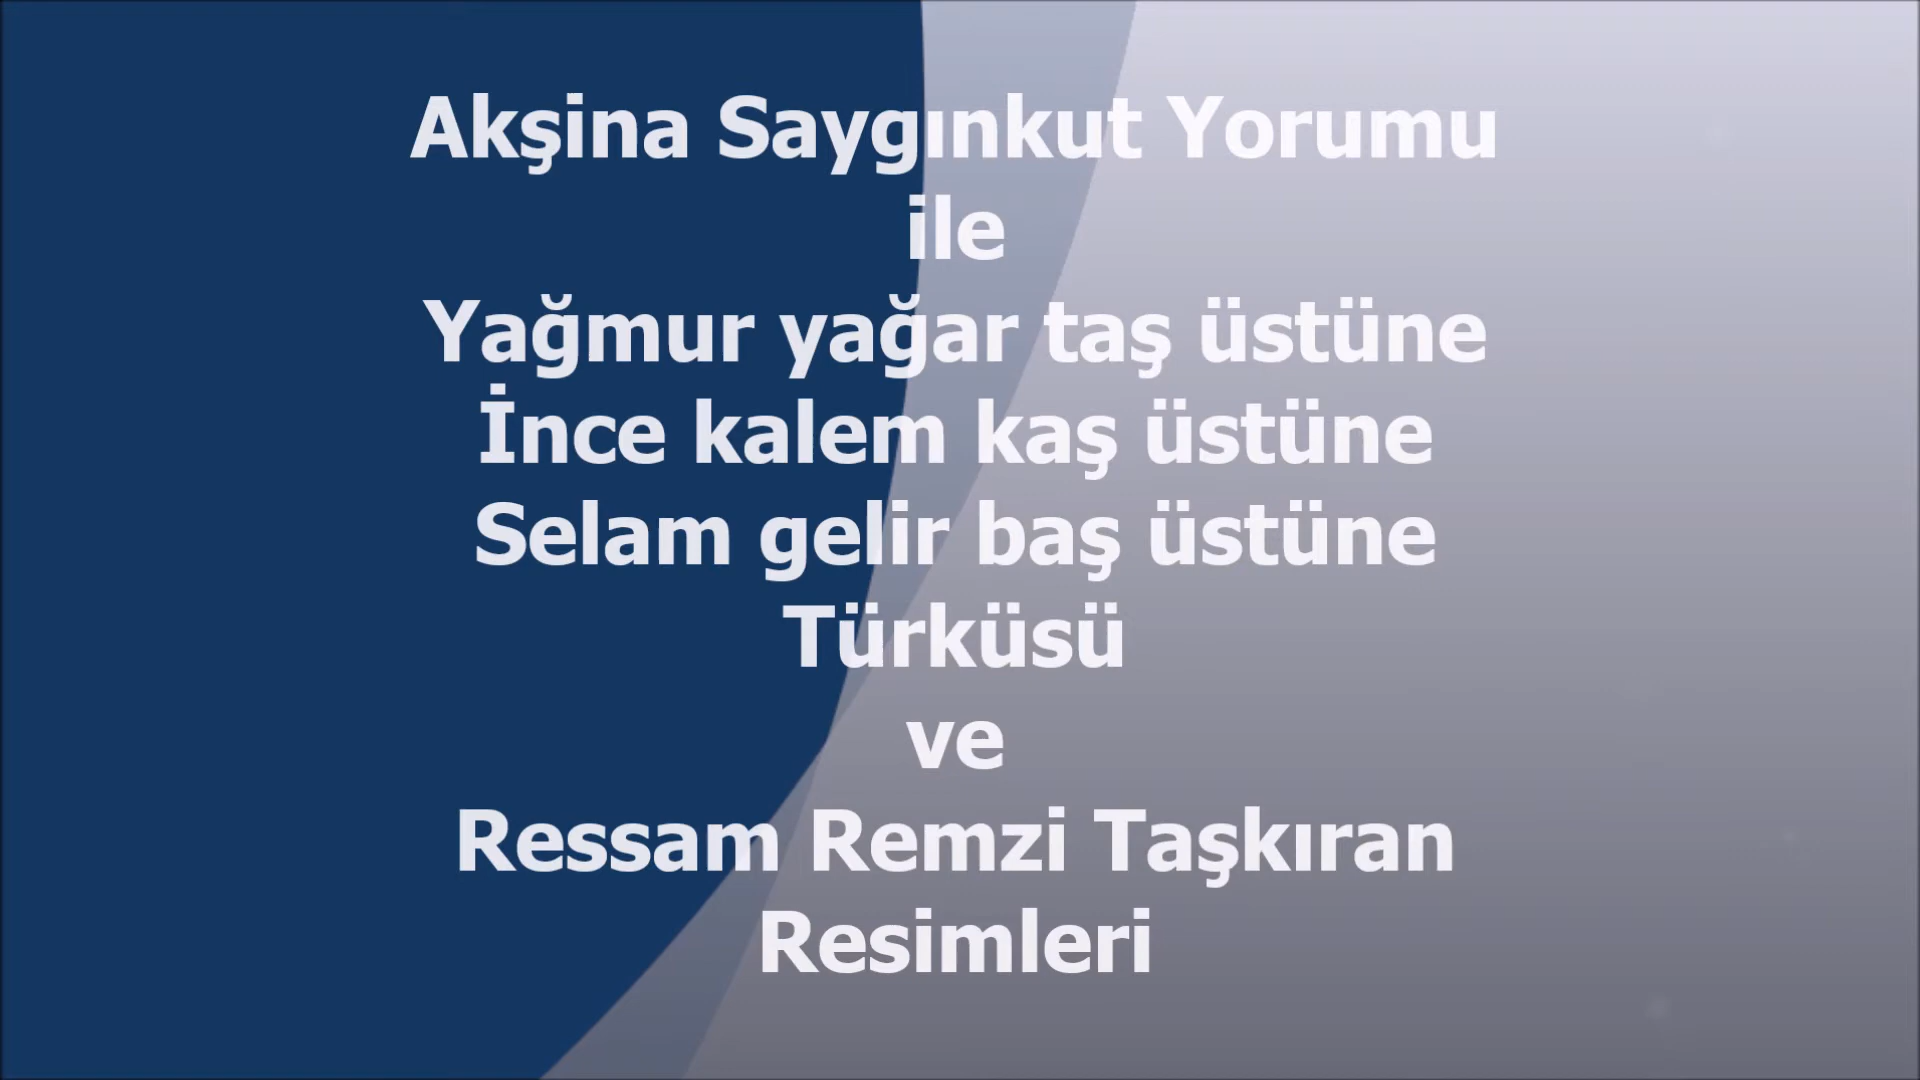 Akşina Saygınkut Yorumu
ile
Yağmur yağar taş üstüne
İnce kalem kaş üstüne
Selam gelir baş üstüne
Türküsü
ve
Ressam Remzi Taşkıran
Resimleri